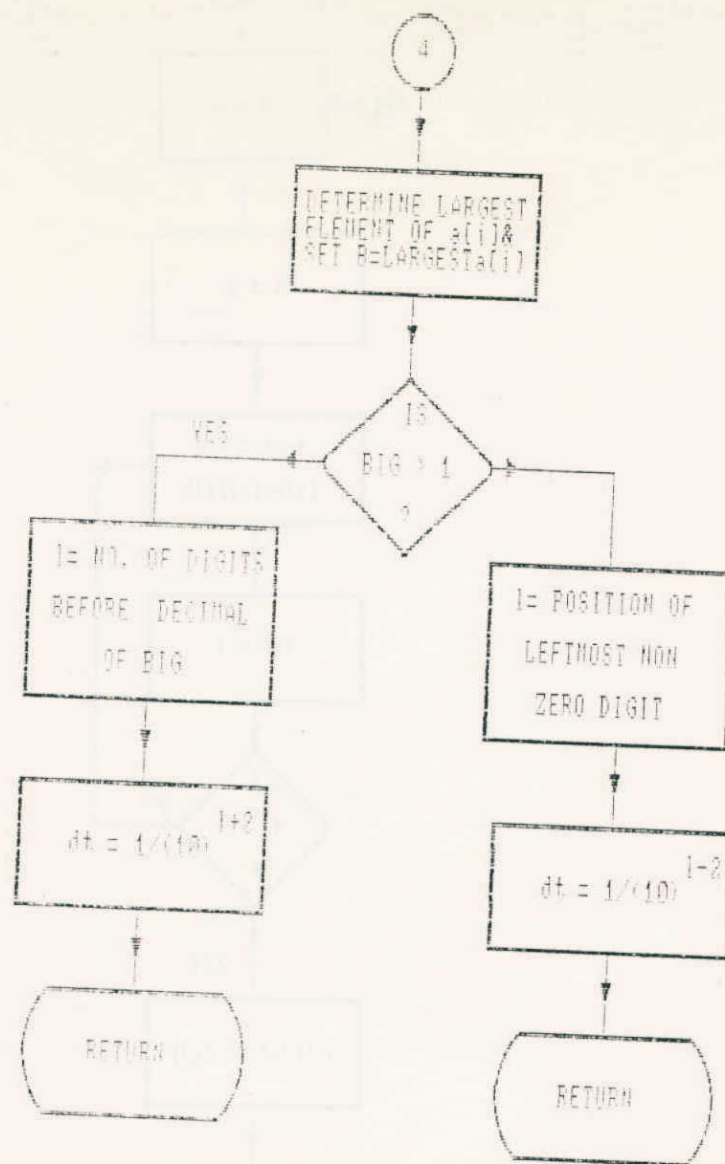 4
DETERMINE LARGEST
ELEMENT OF a[i]&
SET B=LARGESTa[i]
IS
BIG > 1
?
YES
I= NO. OF DIGITS
BEFORE DECIMAL
OF BIG
dt = 1/(10)^I+2
RETURN
I= POSITION OF
LEFTMOST NON
ZERO DIGIT
dt = 1/(10)^I-2
RETURN